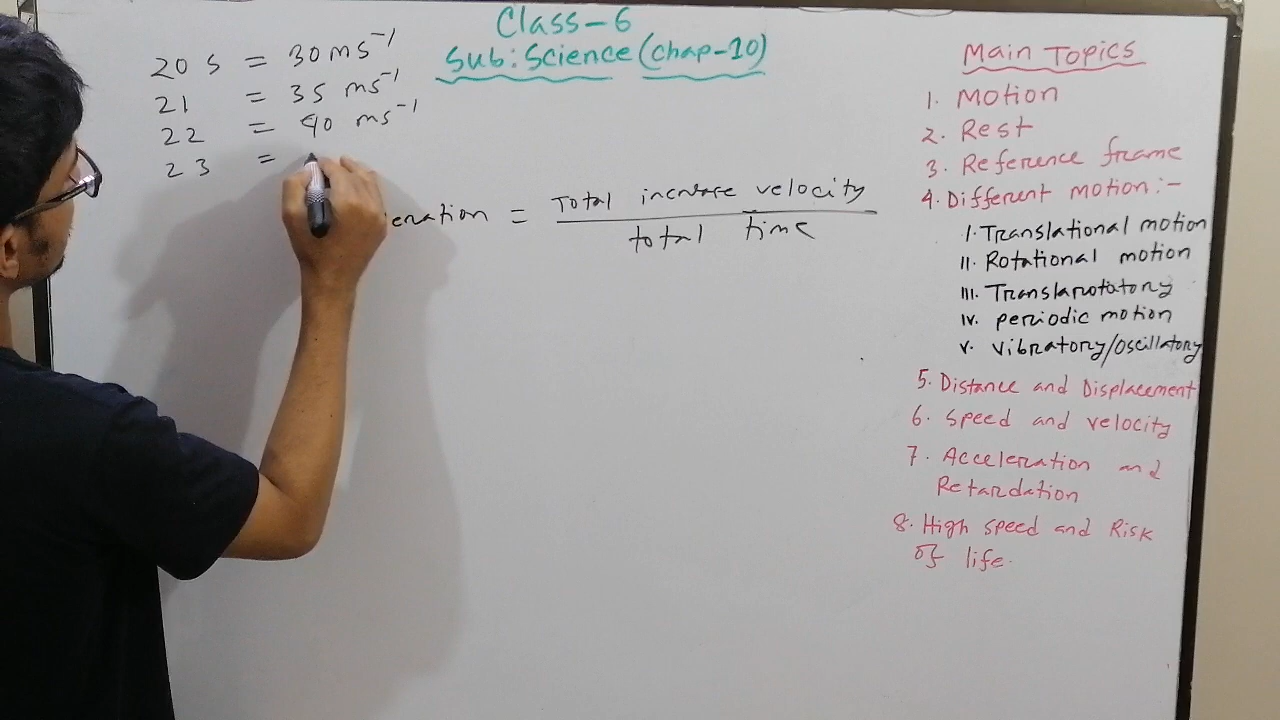 Class-6
Sub: Science (chap-10)
20 s = 30 ms⁻¹
21 = 35 ms⁻¹
22 = 40 ms⁻¹
23 =
eration = Total increase velocity
total time
Main Topics
1. Motion
2. Rest
3. Reference frame
4. Different motion:-
I. Translational motion
II. Rotational motion
III. Translarotatory
IV. periodic motion
V. vibratory/oscillatory
5. Distance and Displacement
6. Speed and velocity
7. Acceleration and
Retardation
8. High speed and Risk
of life.